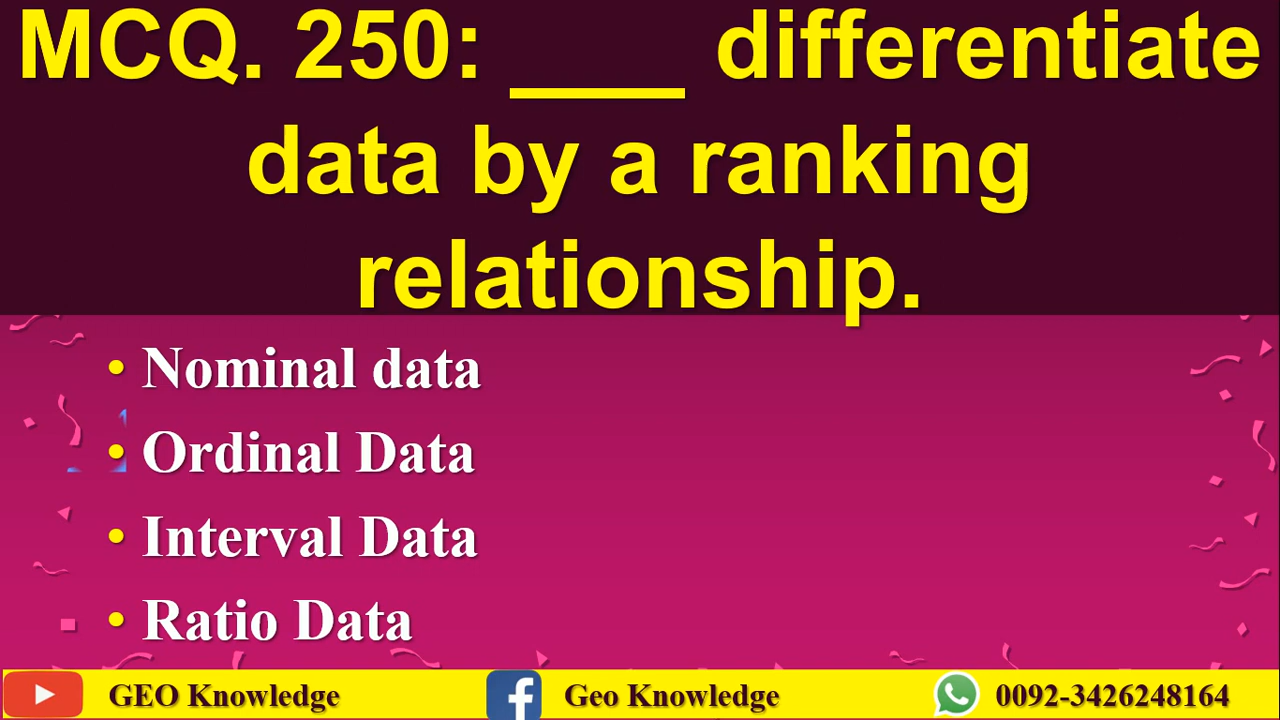 MCQ. 250: ___ differentiate
data by a ranking
relationship.
• Nominal data
• Ordinal Data
• Interval Data
• Ratio Data
GEO Knowledge Geo Knowledge 0092-3426248164